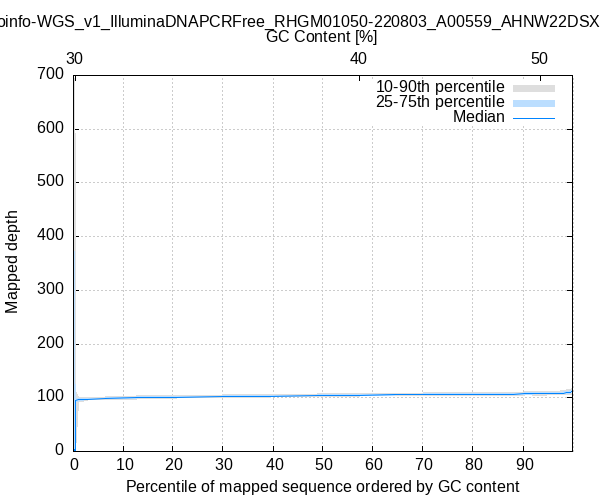 oinfo-WGS_v1_IlluminaDNAPCRFree_RHGM01050-220803_A00559_AHNW22DSX
GC Content [%]
30 40 50
700
10-90th percentile
25-75th percentile
Median
600
500
400
300
200
100
0
Mapped depth
0 10 20 30 40 50 60 70 80 90
Percentile of mapped sequence ordered by GC content